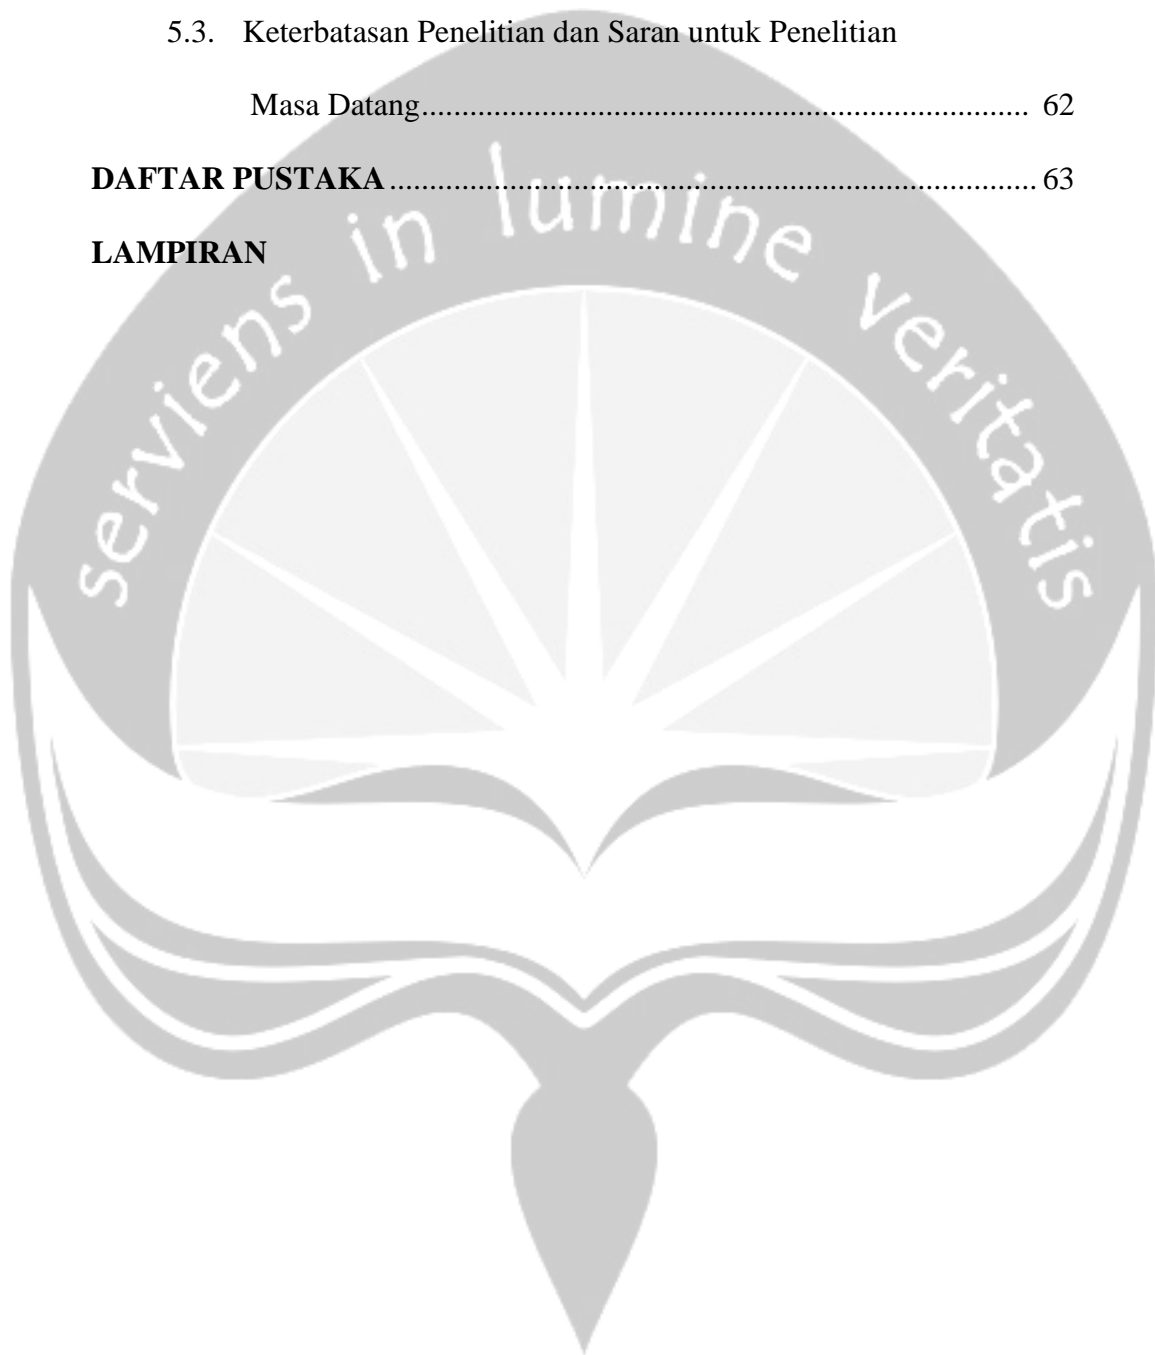 5.3. Keterbatasan Penelitian dan Saran untuk Penelitian
Masa Datang...................................................................................... 62
DAFTAR PUSTAKA................................................................................... 63
LAMPIRAN
serviens in lumine veritatis